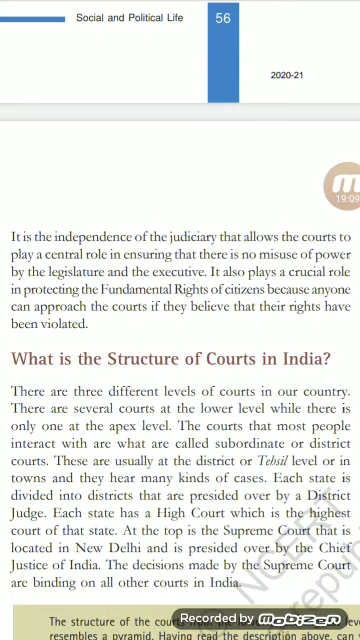 Social and Political Life
56
2020-21
19:09
It is the independence of the judiciary that allows the courts to
play a central role in ensuring that there is no misuse of power
by the legislature and the executive. It also plays a crucial role
in protecting the Fundamental Rights of citizens because anyone
can approach the courts if they believe that their rights have
been violated.
What is the Structure of Courts in India?
There are three different levels of courts in our country.
There are several courts at the lower level while there is
only one at the apex level. The courts that most people
interact with are what are called subordinate or district
courts. These are usually at the district or Tehsil level or in
towns and they hear many kinds of cases. Each state is
divided into districts that are presided over by a District
Judge. Each state has a High Court which is the highest
court of that state. At the top is the Supreme Court that is
located in New Delhi and is presided over by the Chief
Justice of India. The decisions made by the Supreme Court
are binding on all other courts in India.
NCERT
republi
The structure of the courts from the
resembles a pyramid. Having read the description above, can
Recorded by MOBIZEN